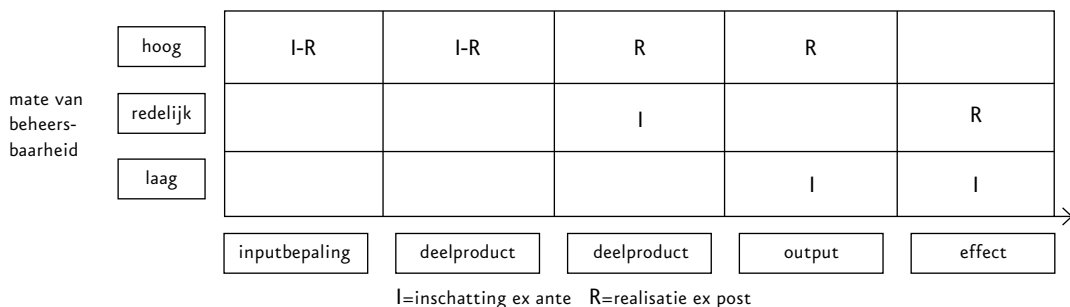 hoog I-R I-R R R
mate van
beheers-
baarheid
redelijk I R
laag I I
inputbepaling deelproduct deelproduct output effect
I=inschatting ex ante R=realisatie ex post